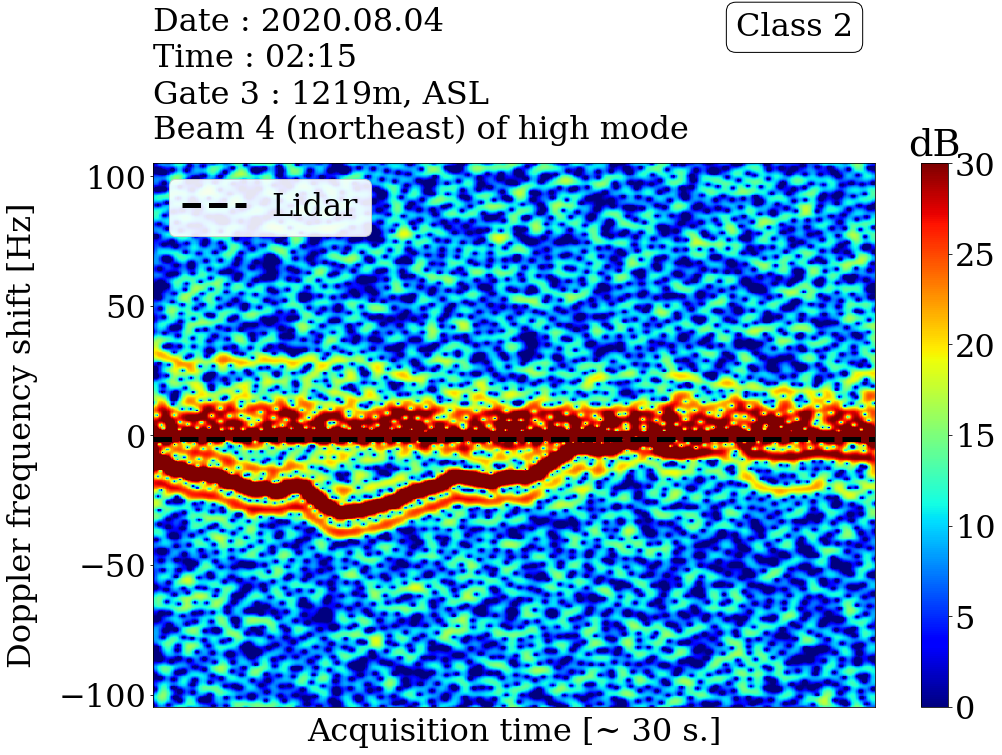 Date : 2020.08.04
Time : 02:15
Gate 3 : 1219m, ASL
Beam 4 (northeast) of high mode
Class 2
dB
Lidar
Doppler frequency shift [Hz]
100
50
0
−50
−100
Acquisition time [~ 30 s.]
30
25
20
15
10
5
0